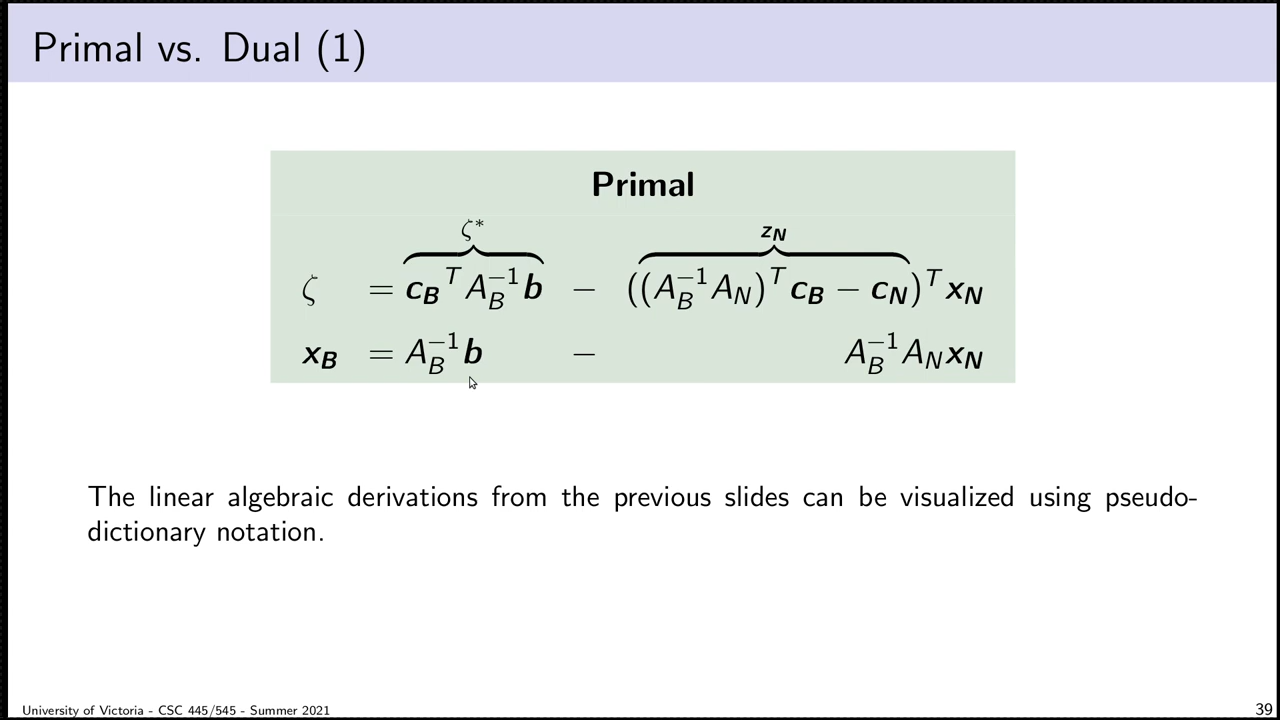 Primal vs. Dual (1)
Primal
ζ* z_N
ζ = c_B^T A_B^{-1} b − ((A_B^{-1} A_N)^T c_B − c_N)^T x_N
x_B = A_B^{-1} b − A_B^{-1} A_N x_N
The linear algebraic derivations from the previous slides can be visualized using pseudo-
dictionary notation.
University of Victoria - CSC 445/545 - Summer 2021
39